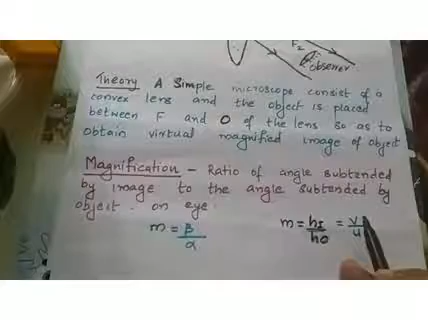 F2
observer
Theory A Simple microscope consist of a
convex lens and the object is placed
between F and O of the lens so as to
obtain virtual magnified image of object
Magnification - Ratio of angle subtended
by image to the angle subtended by
object on eye.
m = β/α
m = hI/ho = v/u